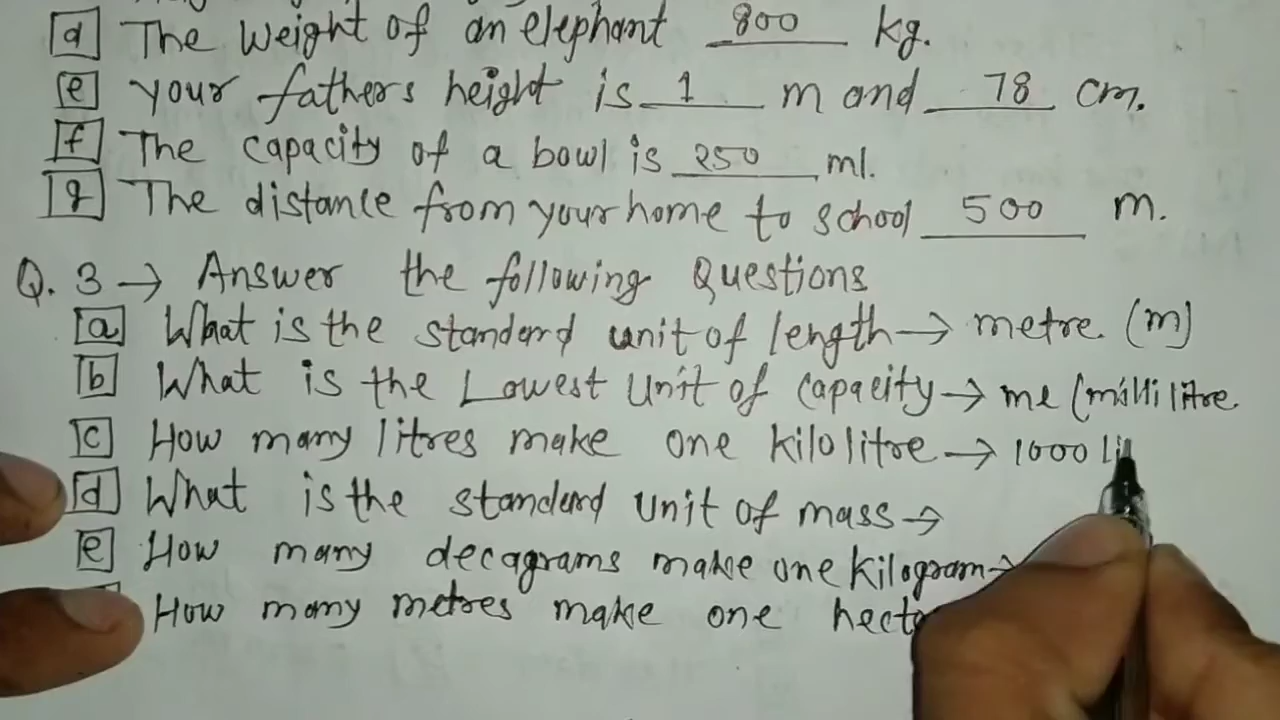 d The weight of an elephant 800 kg.
e your fathers height is 1 m and 78 cm.
f The capacity of a bowl is 250 ml.
g The distance from your home to school 500 m.
Q. 3 → Answer the following Questions
a What is the standard unit of length → metre. (m)
b What is the Lowest Unit of capacity → ml (millilitre
c How many litres make one kilolitre → 1000 li
d What is the standard Unit of mass →
e How many decagrams make one kilogram →
How many metres make one hecto